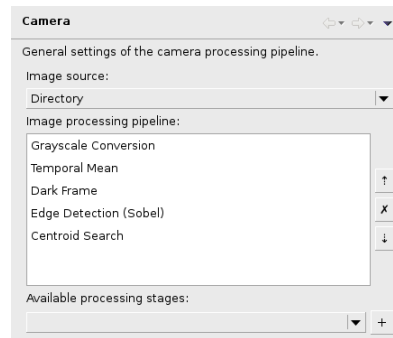 Camera
General settings of the camera processing pipeline.
Image source:
Directory
Image processing pipeline:
Grayscale Conversion
Temporal Mean
Dark Frame
Edge Detection (Sobel)
Centroid Search
Available processing stages: